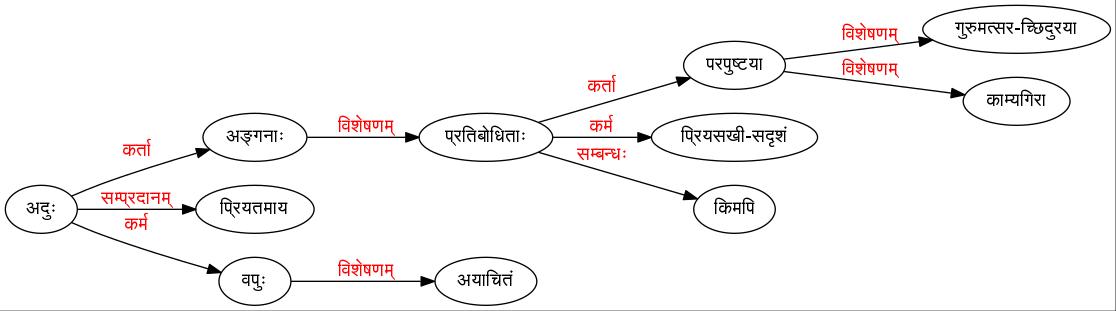 विशेषणम्
गुरुमत्सर-च्छिदुरया
परपुष्टया
विशेषणम्
काम्यगिरा
कर्ता
अङ्गनाः
विशेषणम्
प्रतिबोधिताः
कर्म
प्रियसखी-सदृशं
कर्ता
सम्बन्धः
अदुः
सम्प्रदानम्
प्रियतमाय
किमपि
कर्म
वपुः
विशेषणम्
अयाचितं